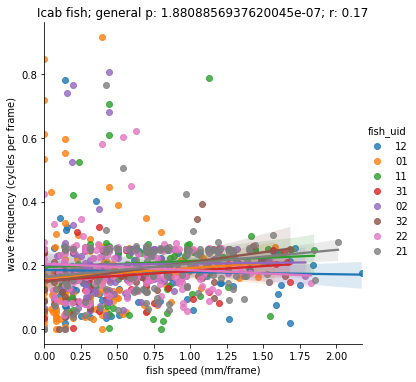 Icab fish; general p: 1.8808856937620045e-07; r: 0.17
wave frequency (cycles per frame)
0.8
0.6
0.4
0.2
0.0
0.00 0.25 0.50 0.75 1.00 1.25 1.50 1.75 2.00
fish speed (mm/frame)
fish_uid
12
01
11
31
02
32
22
21